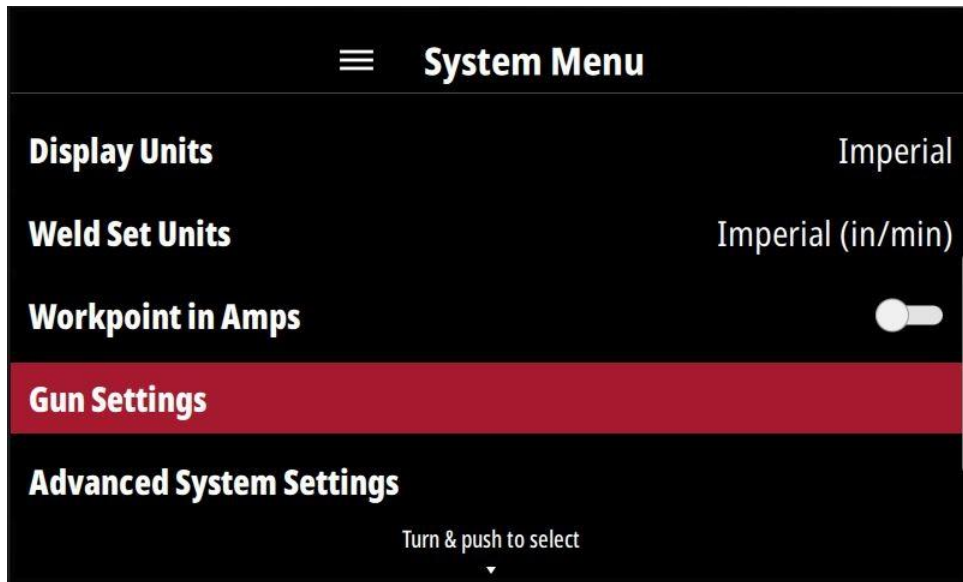 System Menu
Display Units Imperial
Weld Set Units Imperial (in/min)
Workpoint in Amps
Gun Settings
Advanced System Settings
Turn & push to select